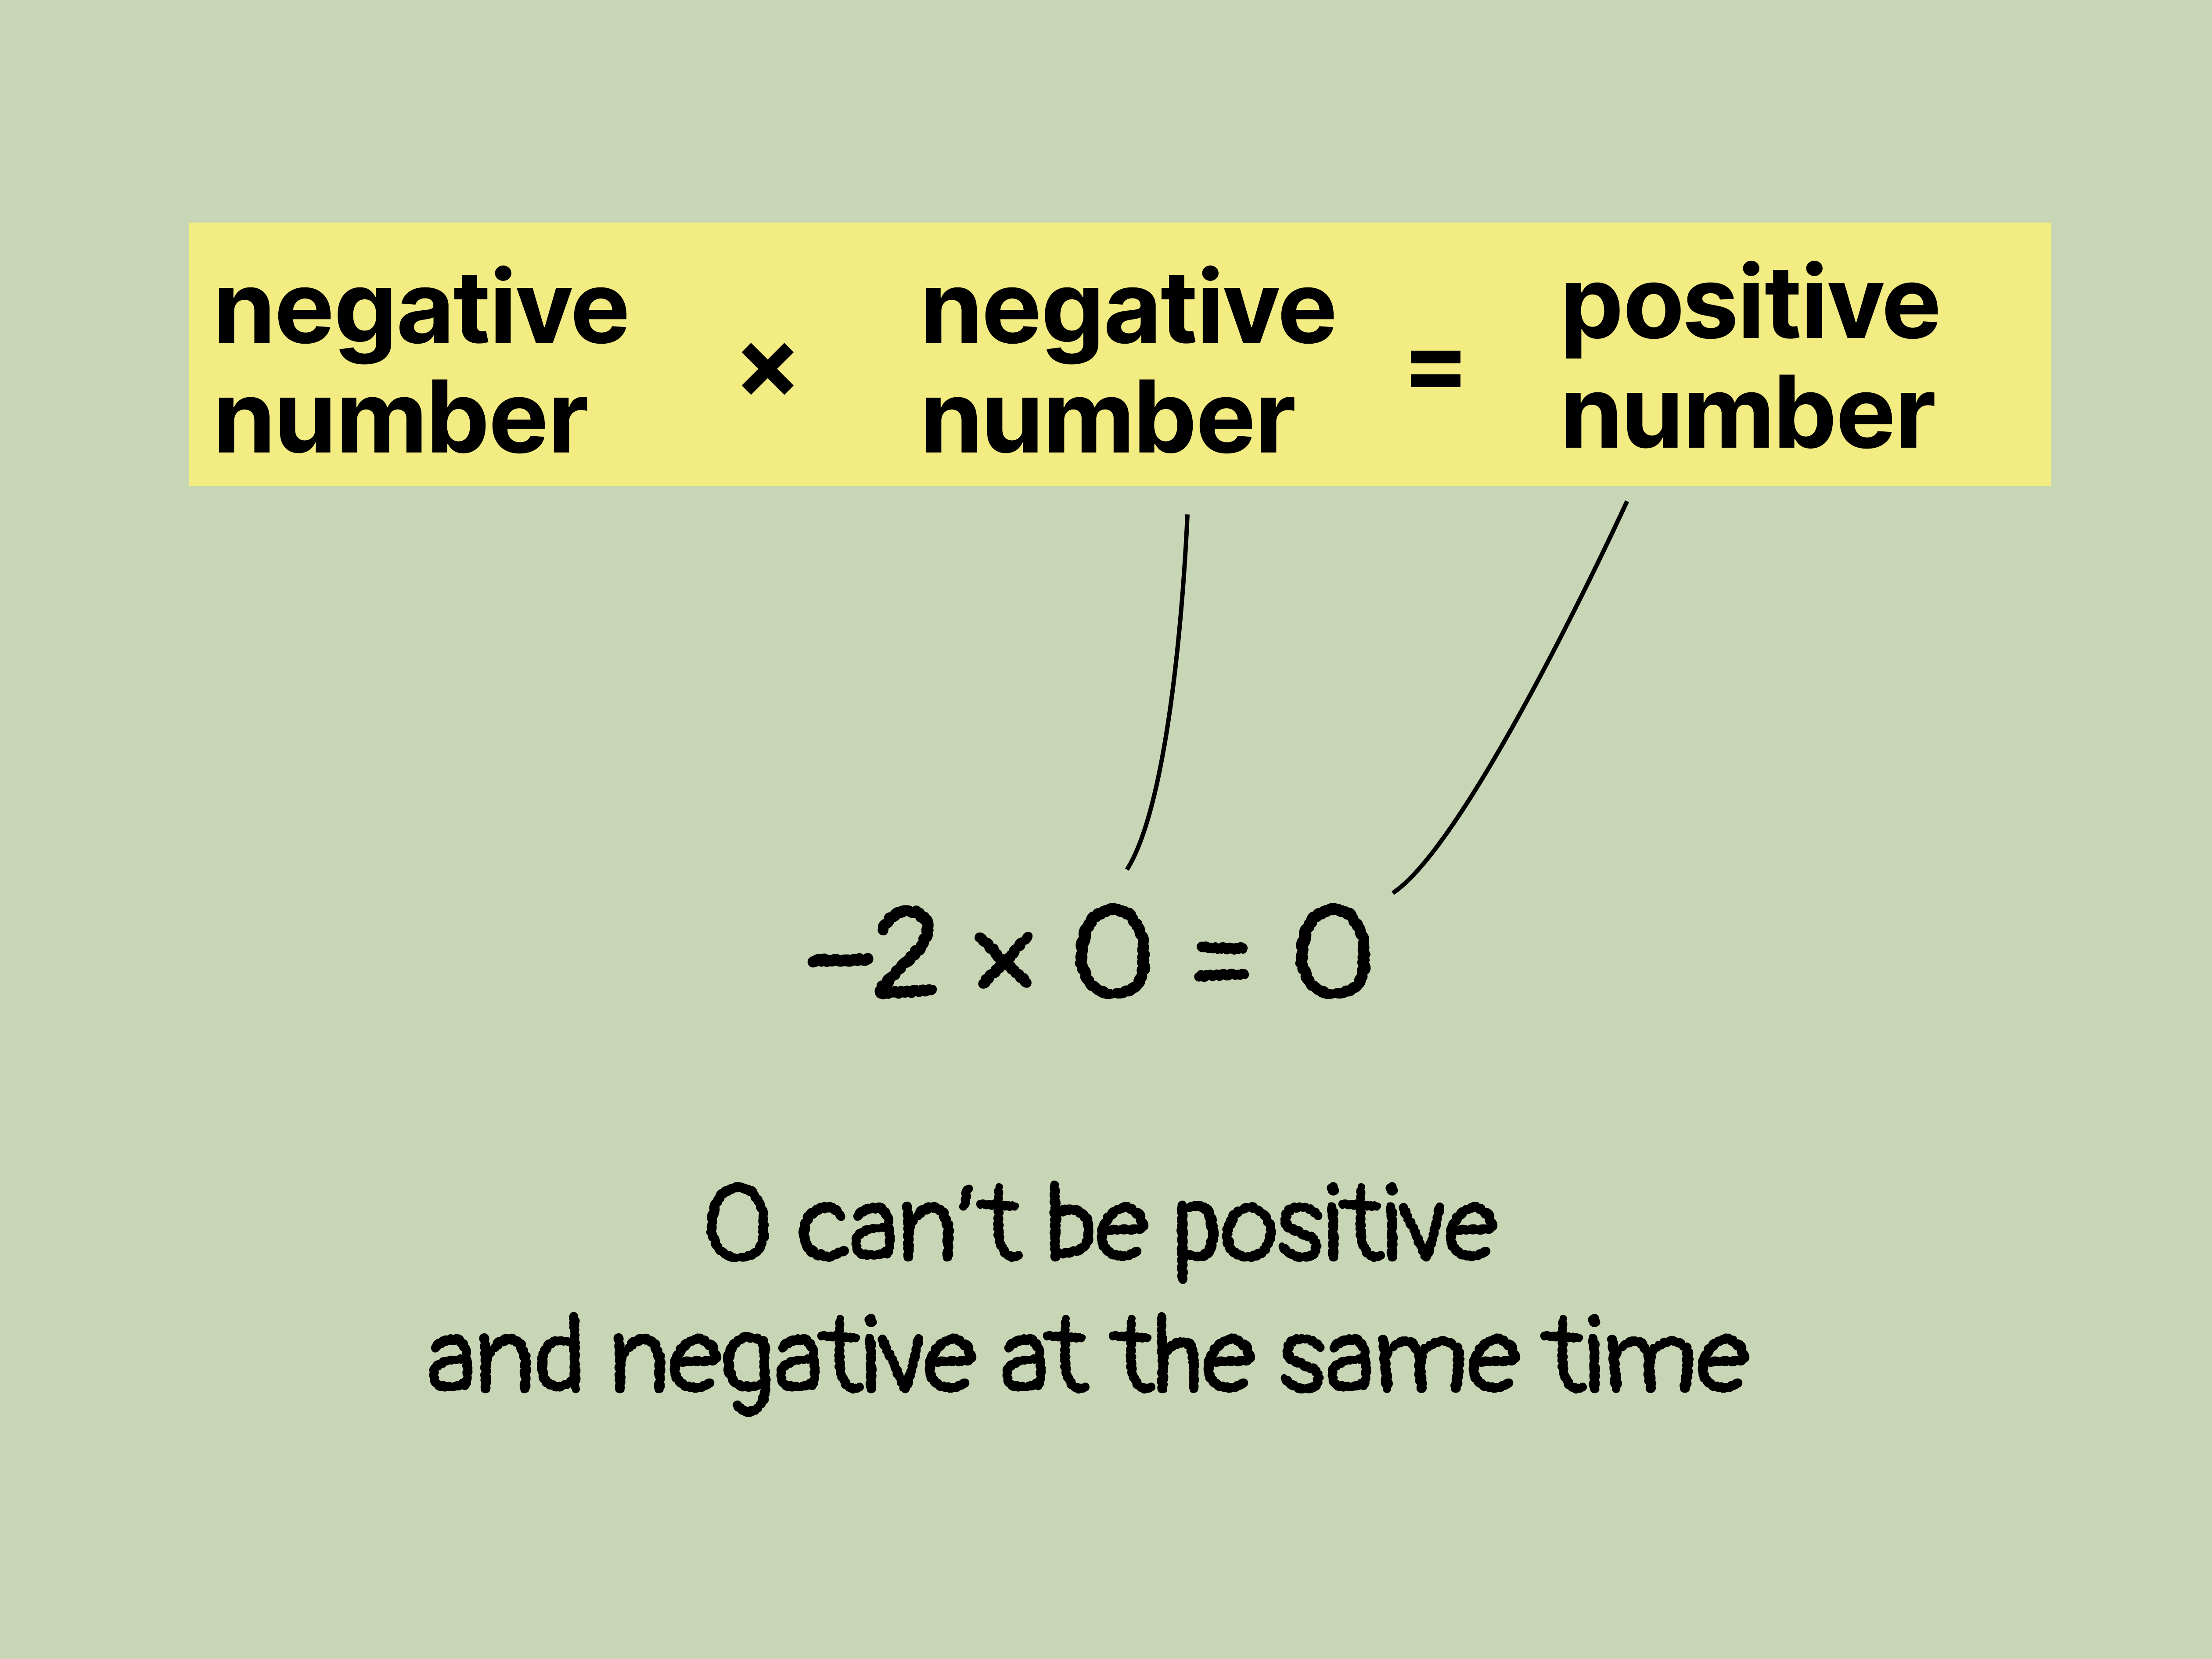 negative number × negative number = positive number
-2 × 0 = 0
0 can't be positive
and negative at the same time